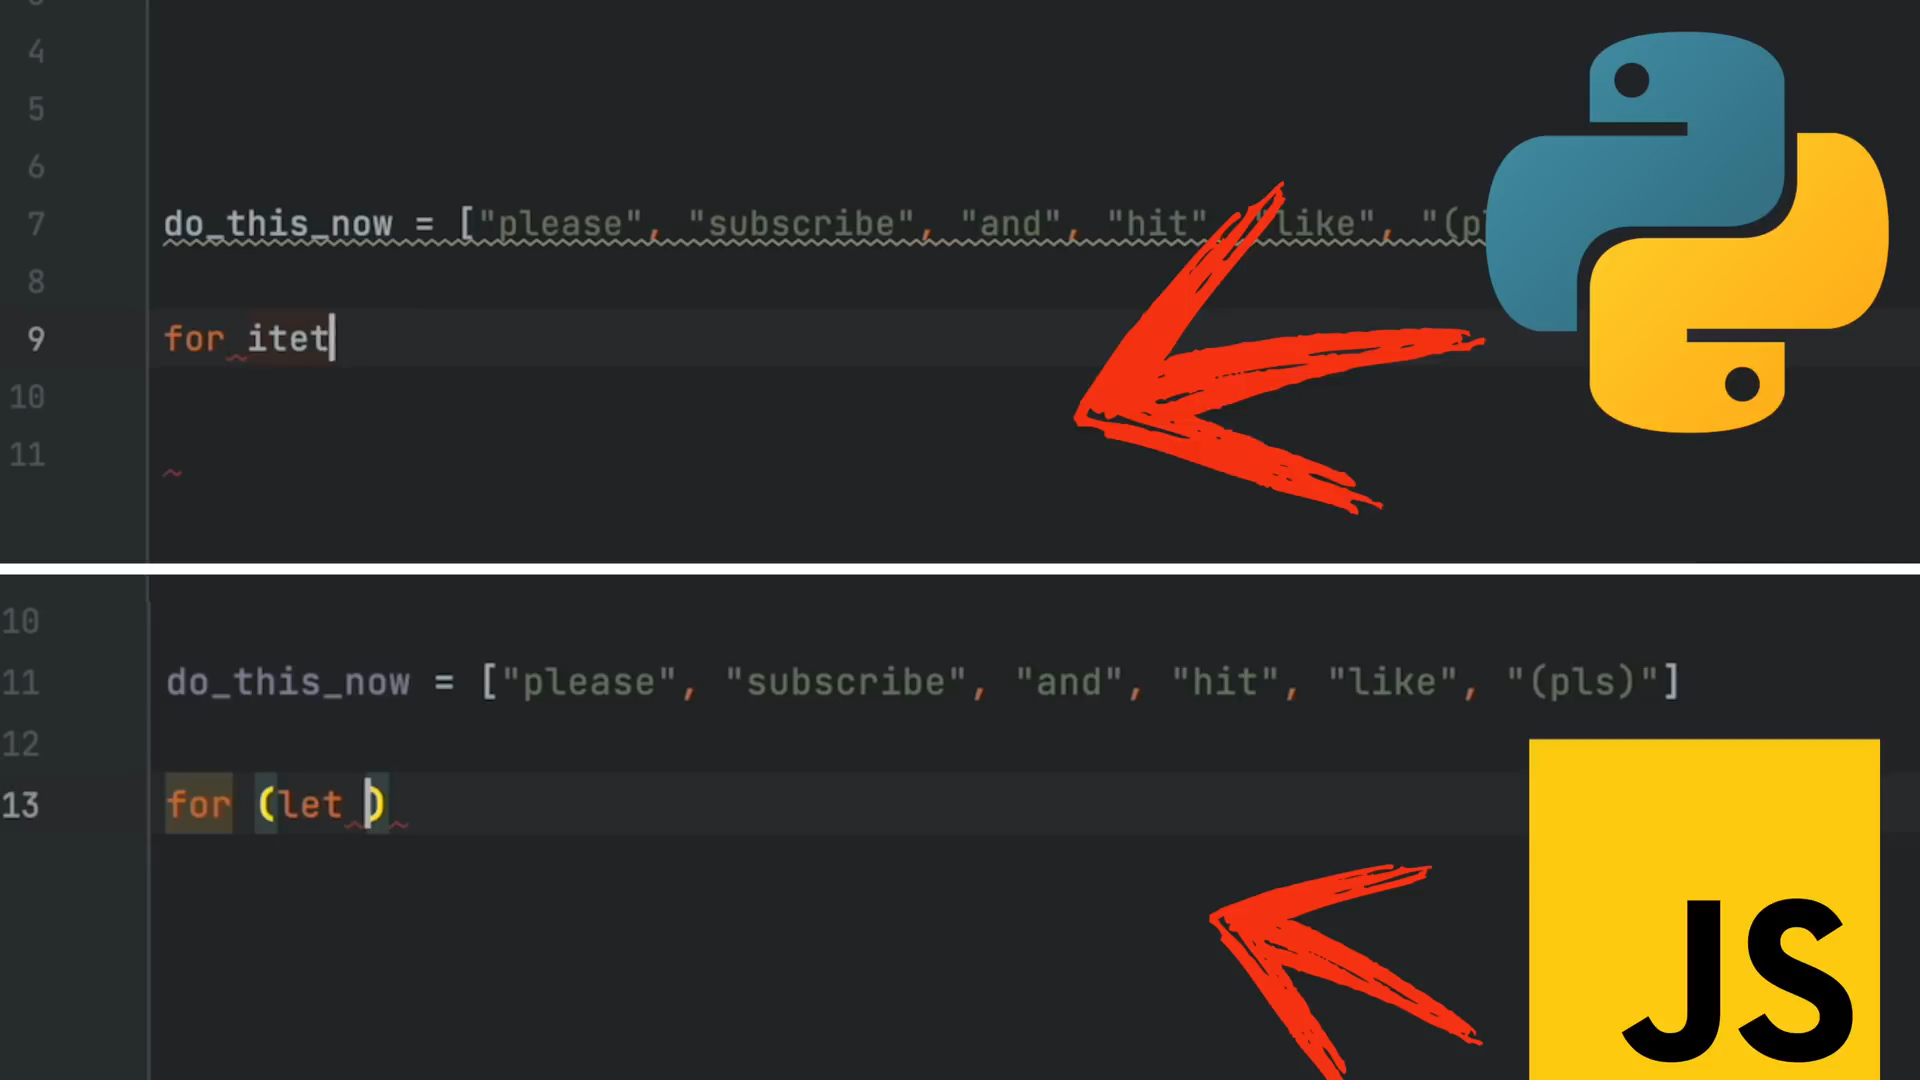 4
5
6
7 do_this_now = ["please", "subscribe", "and", "hit" "like", "(pl
8
9 for itet
10
11
10
11 do_this_now = ["please", "subscribe", "and", "hit", "like", "(pls)"]
12
13 for (let )
JS